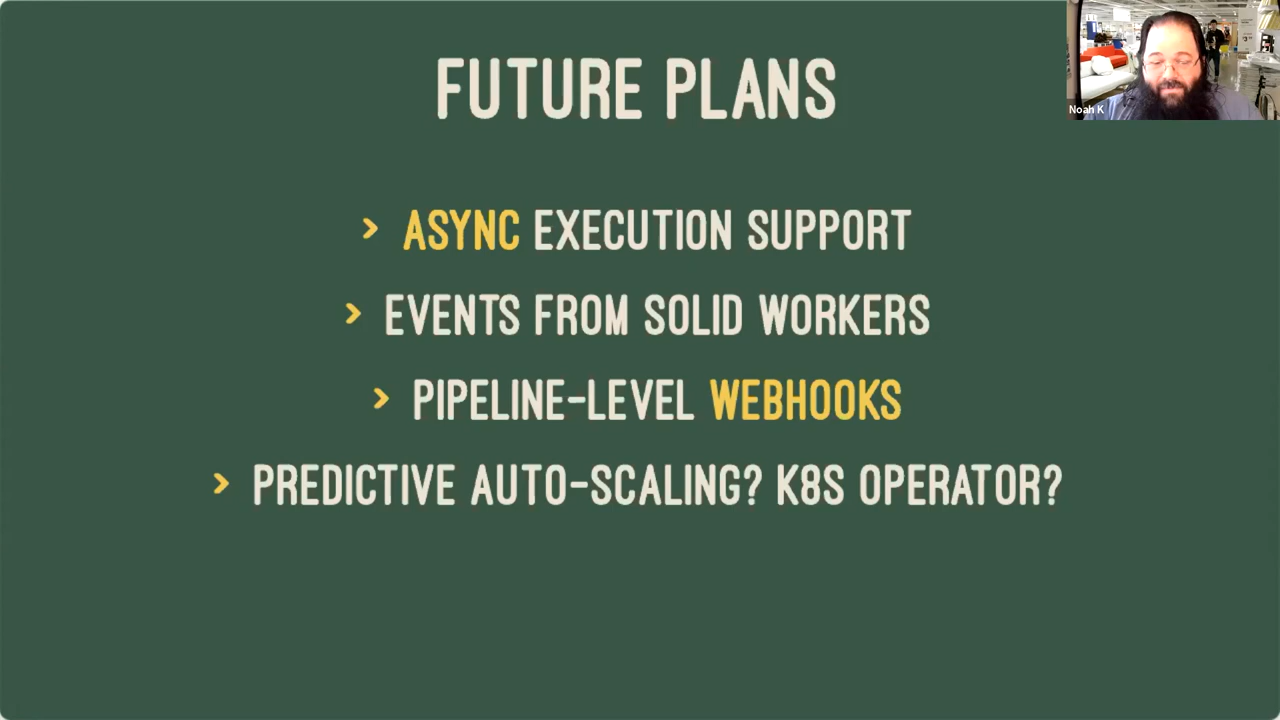 FUTURE PLANS
Noah K
> ASYNC EXECUTION SUPPORT
> EVENTS FROM SOLID WORKERS
> PIPELINE-LEVEL WEBHOOKS
> PREDICTIVE AUTO-SCALING? K8S OPERATOR?